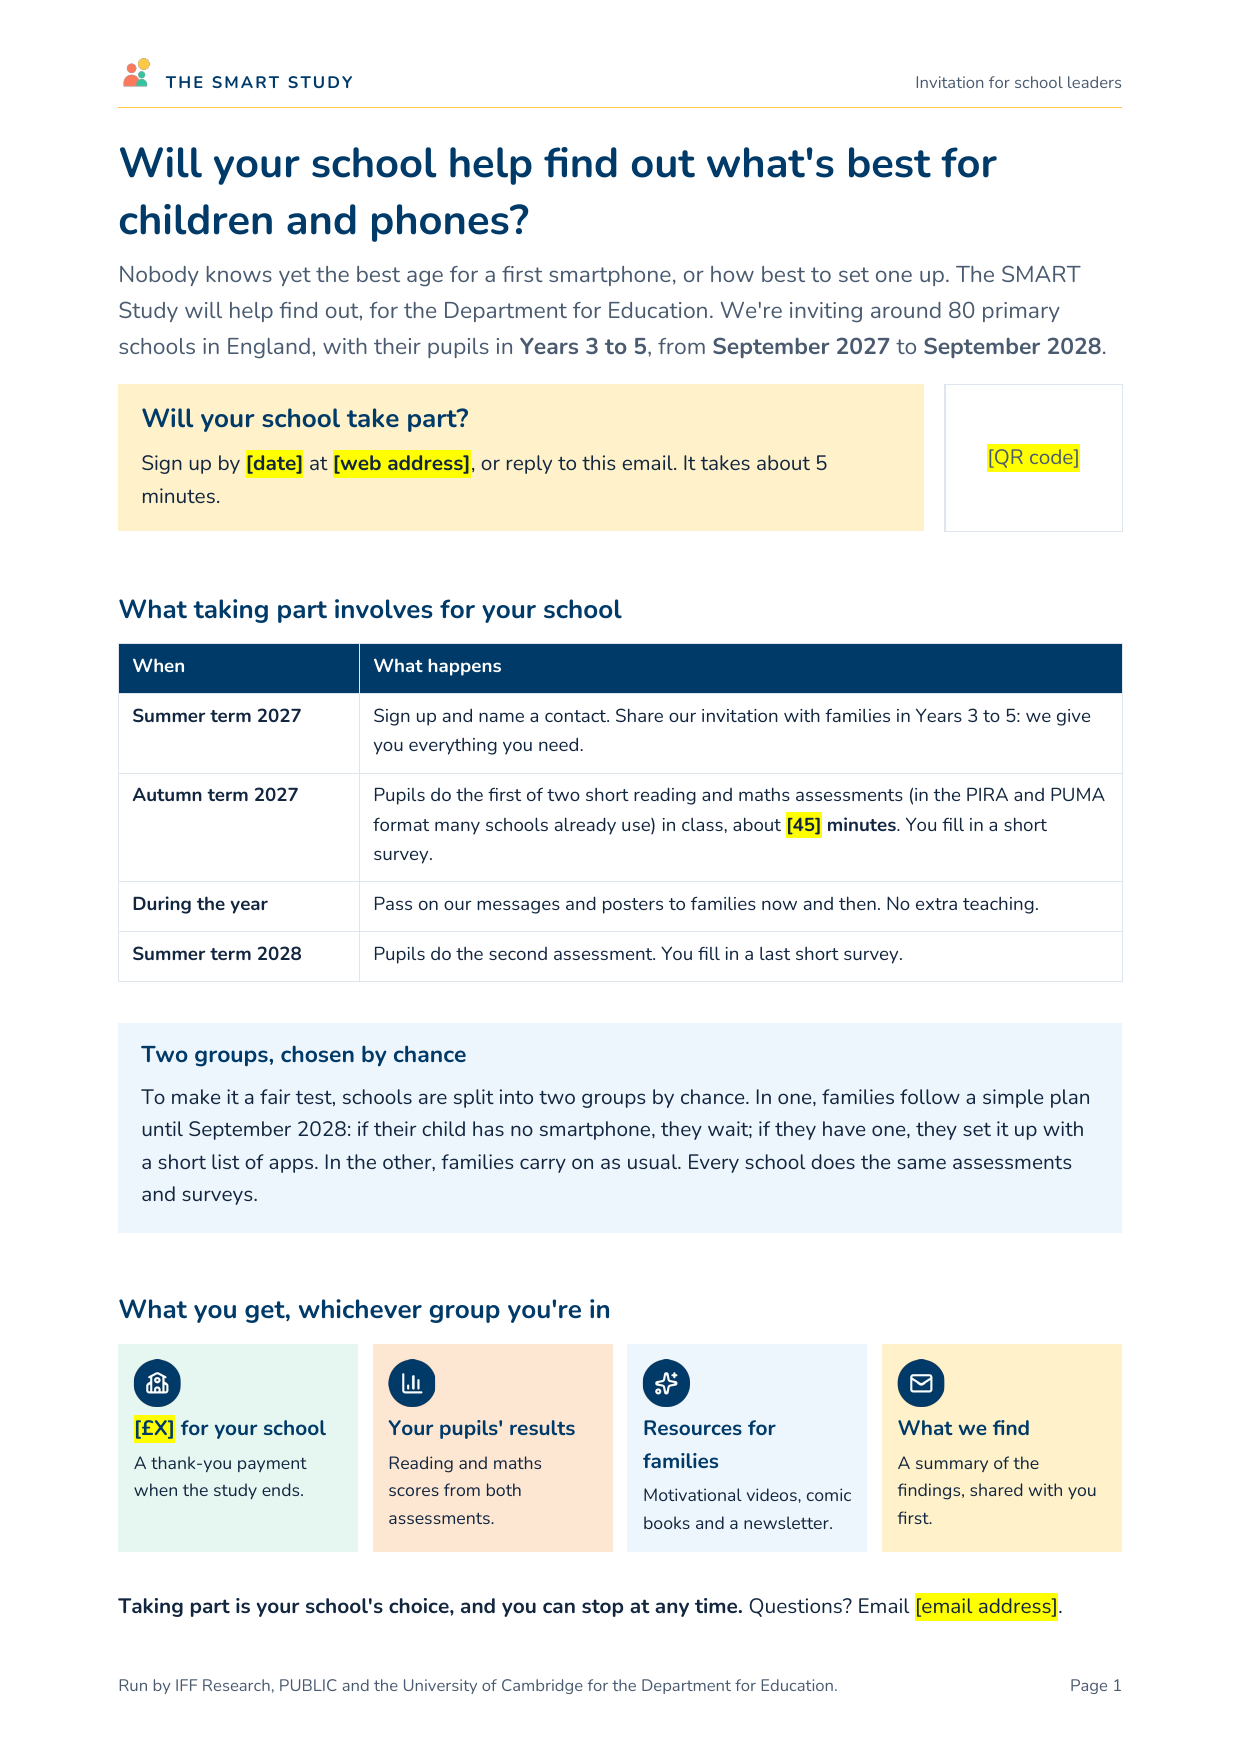 THE SMART STUDY
Invitation for school leaders
Will your school help find out what's best for
children and phones?
Nobody knows yet the best age for a first smartphone, or how best to set one up. The SMART
Study will help find out, for the Department for Education. We're inviting around 80 primary
schools in England, with their pupils in Years 3 to 5, from September 2027 to September 2028.
Will your school take part?
Sign up by [date] at [web address], or reply to this email. It takes about 5
minutes.
[QR code]
What taking part involves for your school
When
What happens
Summer term 2027
Sign up and name a contact. Share our invitation with families in Years 3 to 5: we give
you everything you need.
Autumn term 2027
Pupils do the first of two short reading and maths assessments (in the PIRA and PUMA
format many schools already use) in class, about [45] minutes. You fill in a short
survey.
During the year
Pass on our messages and posters to families now and then. No extra teaching.
Summer term 2028
Pupils do the second assessment. You fill in a last short survey.
Two groups, chosen by chance
To make it a fair test, schools are split into two groups by chance. In one, families follow a simple plan
until September 2028: if their child has no smartphone, they wait; if they have one, they set it up with
a short list of apps. In the other, families carry on as usual. Every school does the same assessments
and surveys.
What you get, whichever group you're in
[£X] for your school
A thank-you payment
when the study ends.
Your pupils' results
Reading and maths
scores from both
assessments.
Resources for
families
Motivational videos, comic
books and a newsletter.
What we find
A summary of the
findings, shared with you
first.
Taking part is your school's choice, and you can stop at any time. Questions? Email [email address].
Run by IFF Research, PUBLIC and the University of Cambridge for the Department for Education.
Page 1